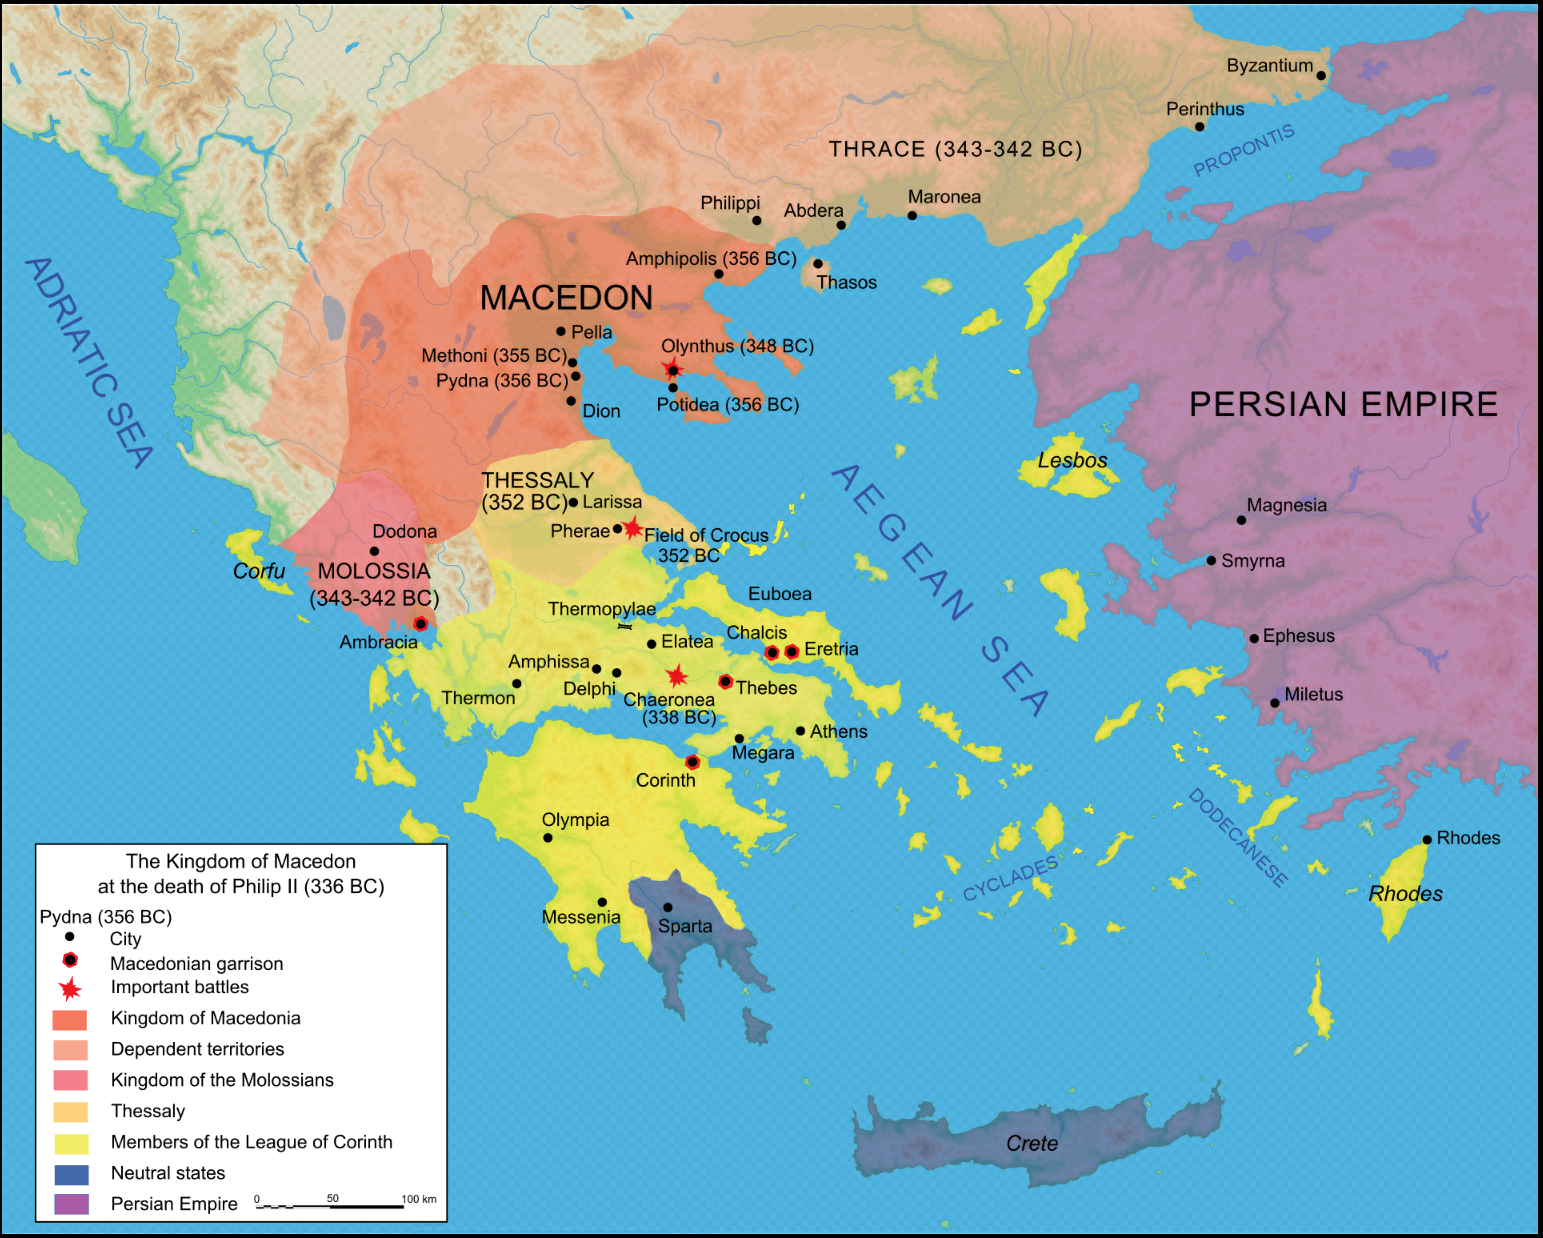 Byzantium
Perinthus
PROPONTIS
THRACE (343-342 BC)
Philippi
Abdera
Maronea
Amphipolis (356 BC)
Thasos
ADRIATIC SEA
MACEDON
Pella
Methoni (355 BC)
Olynthus (348 BC)
Pydna (356 BC)
Potidea (356 BC)
Dion
PERSIAN EMPIRE
Lesbos
AEGEAN SEA
THESSALY
(352 BC)
Larissa
Pherae
Field of Crocus
352 BC
Magnesia
Smyrna
Dodona
Corfu
MOLOSSIA
(343-342 BC)
Ambracia
Euboea
Thermopylae
Elatea
Chalcis
Eretria
Ephesus
Amphissa
Delphi
Thermon
Chaeronea
(338 BC)
Thebes
Miletus
Athens
Megara
Corinth
Olympia
DODECANESE
CYCLADES
Rhodes
Rhodes
Messenia
Sparta
Crete
The Kingdom of Macedon
at the death of Philip II (336 BC)
Pydna (356 BC)
City
Macedonian garrison
Important battles
Kingdom of Macedonia
Dependent territories
Kingdom of the Molossians
Thessaly
Members of the League of Corinth
Neutral states
Persian Empire
0 50 100 km